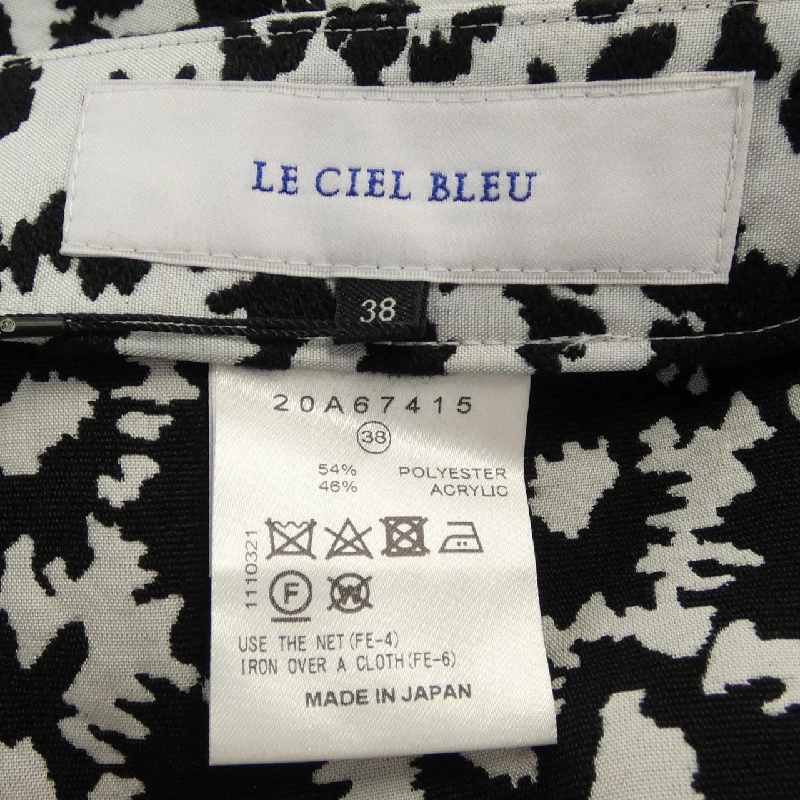 LE CIEL BLEU
38
20A67415
38
54% POLYESTER
46% ACRYLIC
1110321
F W
USE THE NET(FE-4)
IRON OVER A CLOTH(FE-6)
MADE IN JAPAN